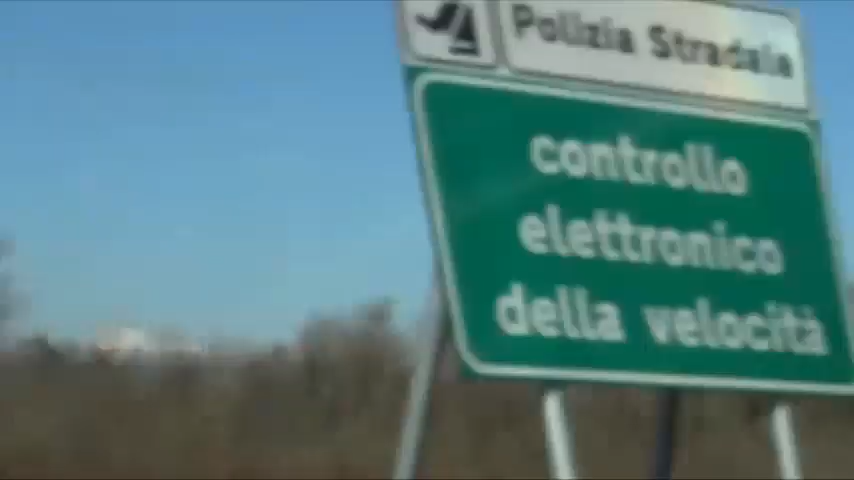 Polizia Stradale
controllo
elettronico
della velocità